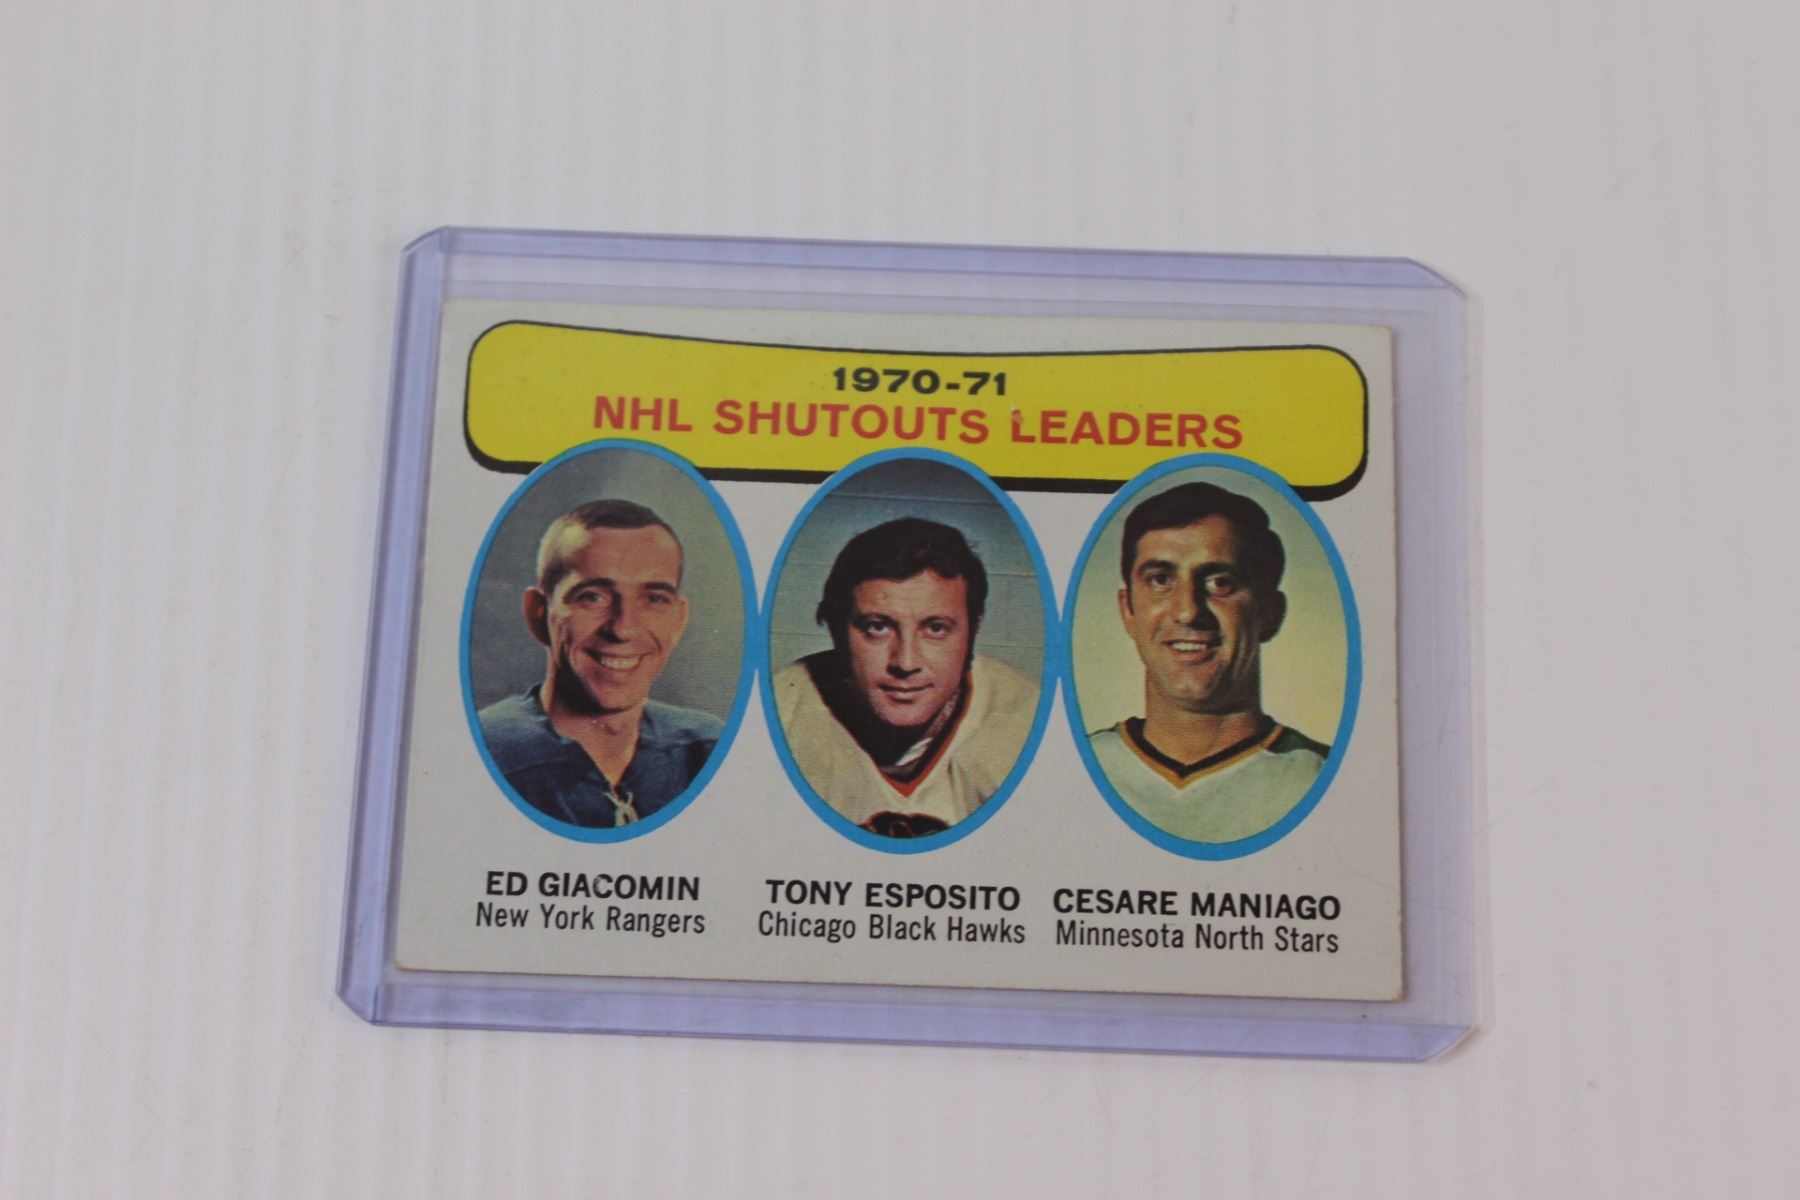 1970-71
NHL SHUTOUTS LEADERS
ED GIACOMIN
New York Rangers
TONY ESPOSITO
Chicago Black Hawks
CESARE MANIAGO
Minnesota North Stars